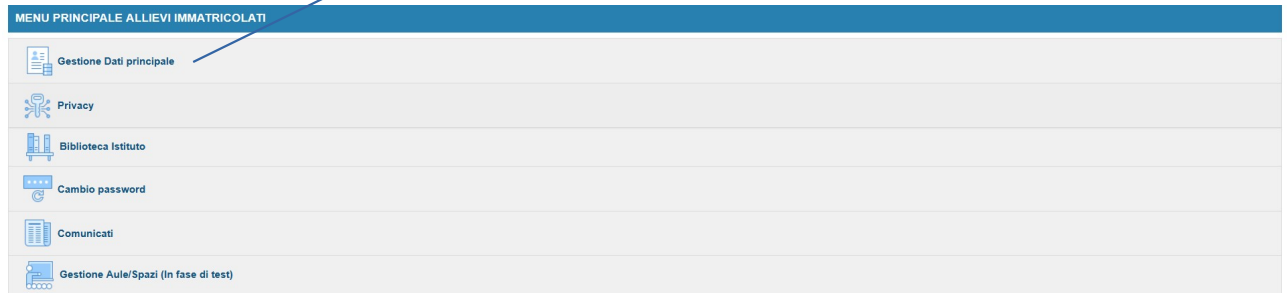 MENU PRINCIPALE ALLIEVI IMMATRICOLATI
Gestione Dati principale
Privacy
Biblioteca Istituto
Cambio password
Comunicati
Gestione Aule/Spazi (In fase di test)